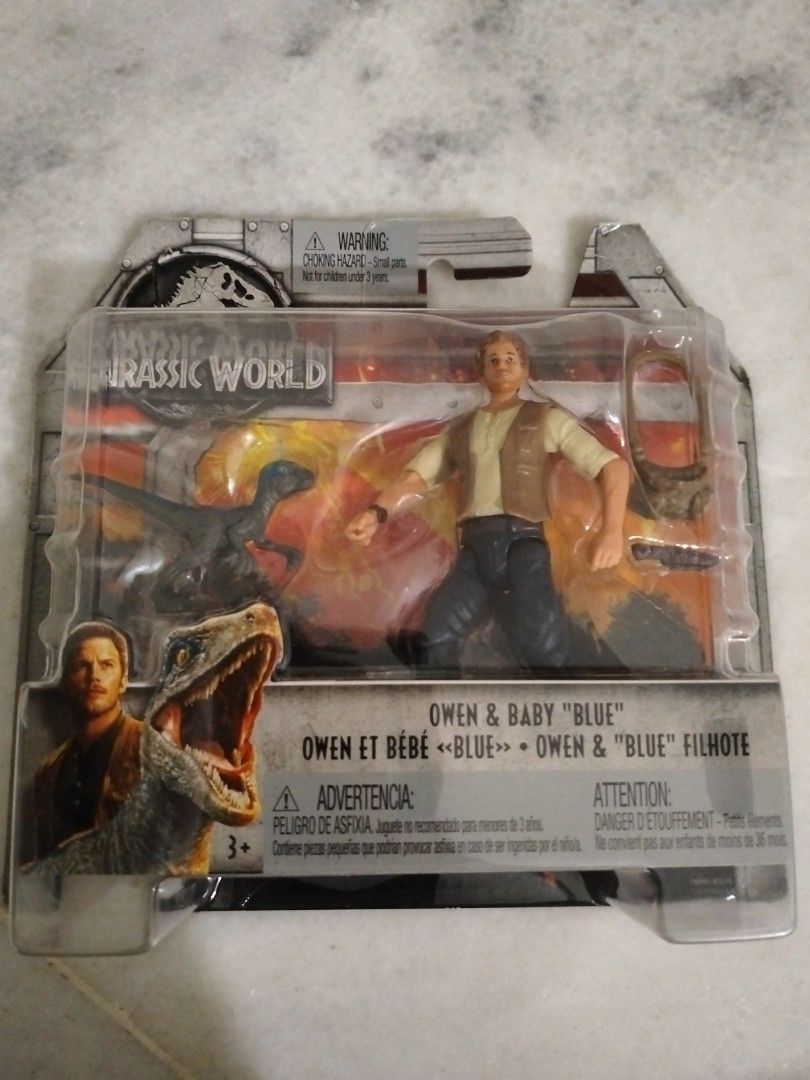 WARNING:
CHOKING HAZARD - Small parts.
Not for children under 3 years.
JURASSIC WORLD
OWEN & BABY "BLUE"
OWEN ET BÉBÉ «BLUE» • OWEN & "BLUE" FILHOTE
ADVERTENCIA:
PELIGRO DE ASFIXIA. Juguete no recomendado para menores de 3 años.
Contiene piezas pequeñas que podrían provocar asfixia en caso de ser ingeridas por el niño/a.
ATTENTION:
DANGER D'ÉTOUFFEMENT - Petits éléments.
Ne convient pas aux enfants de moins de 36 mois.
3+